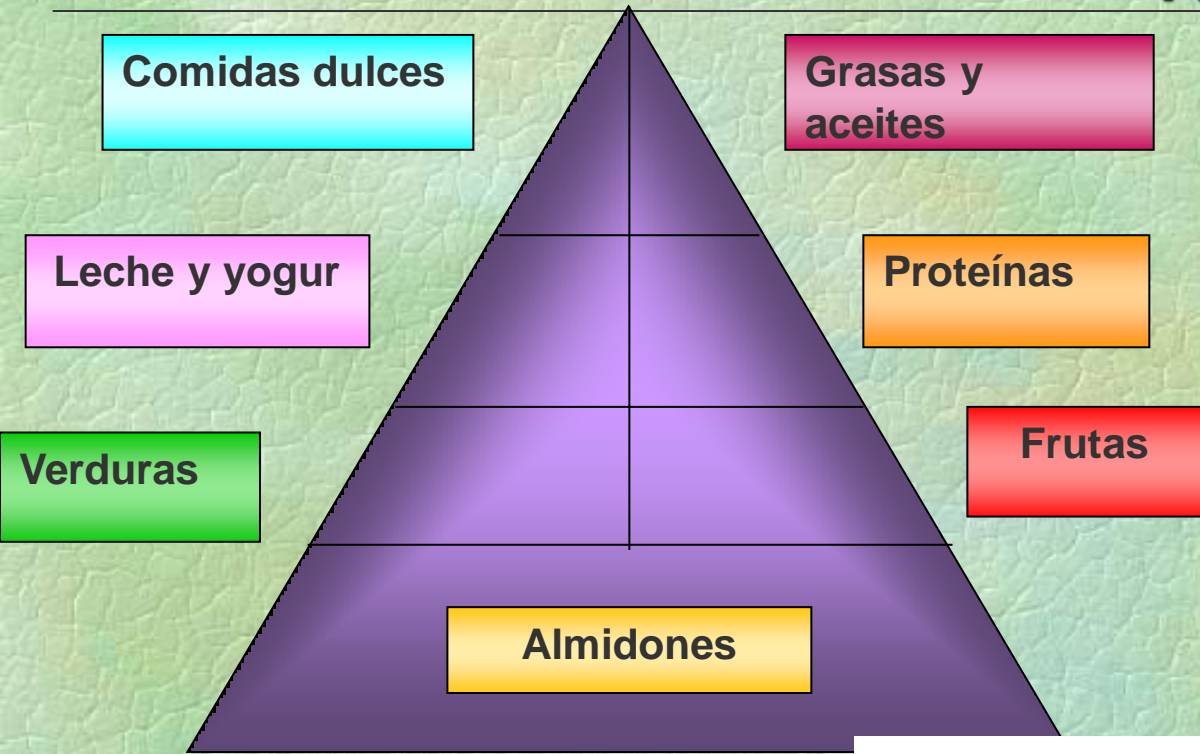 Comidas dulces
Grasas y
aceites
Leche y yogur
Proteínas
Verduras
Frutas
Almidones